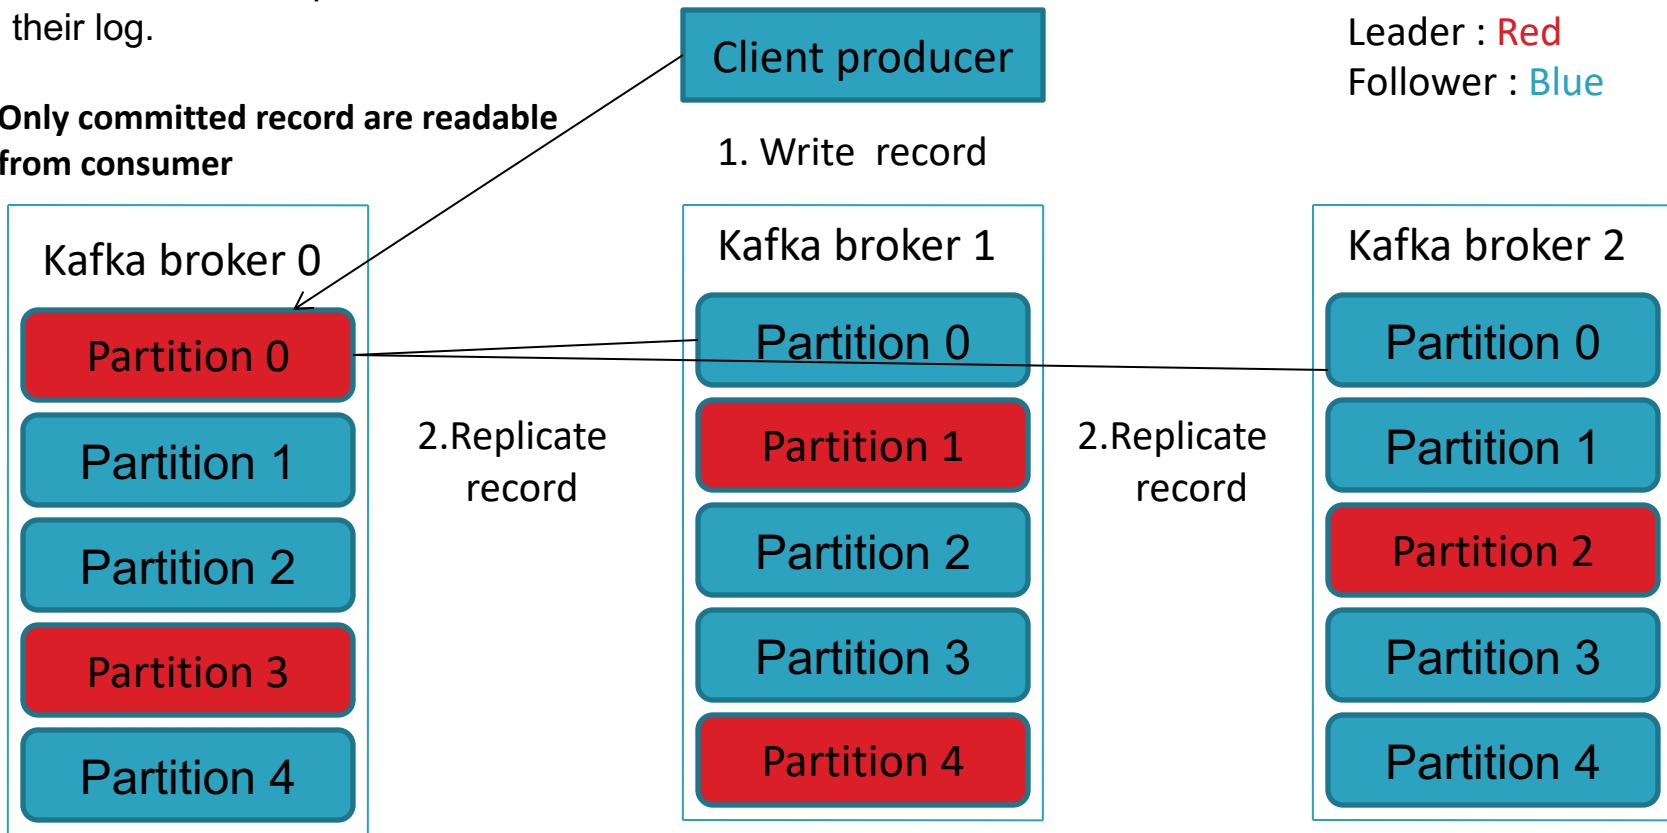 their log.
Only committed record are readable
from consumer
Client producer
1. Write record
Leader : Red
Follower : Blue
Kafka broker 0
Partition 0
Partition 1
Partition 2
Partition 3
Partition 4
2.Replicate
record
Kafka broker 1
Partition 0
Partition 1
Partition 2
Partition 3
Partition 4
2.Replicate
record
Kafka broker 2
Partition 0
Partition 1
Partition 2
Partition 3
Partition 4